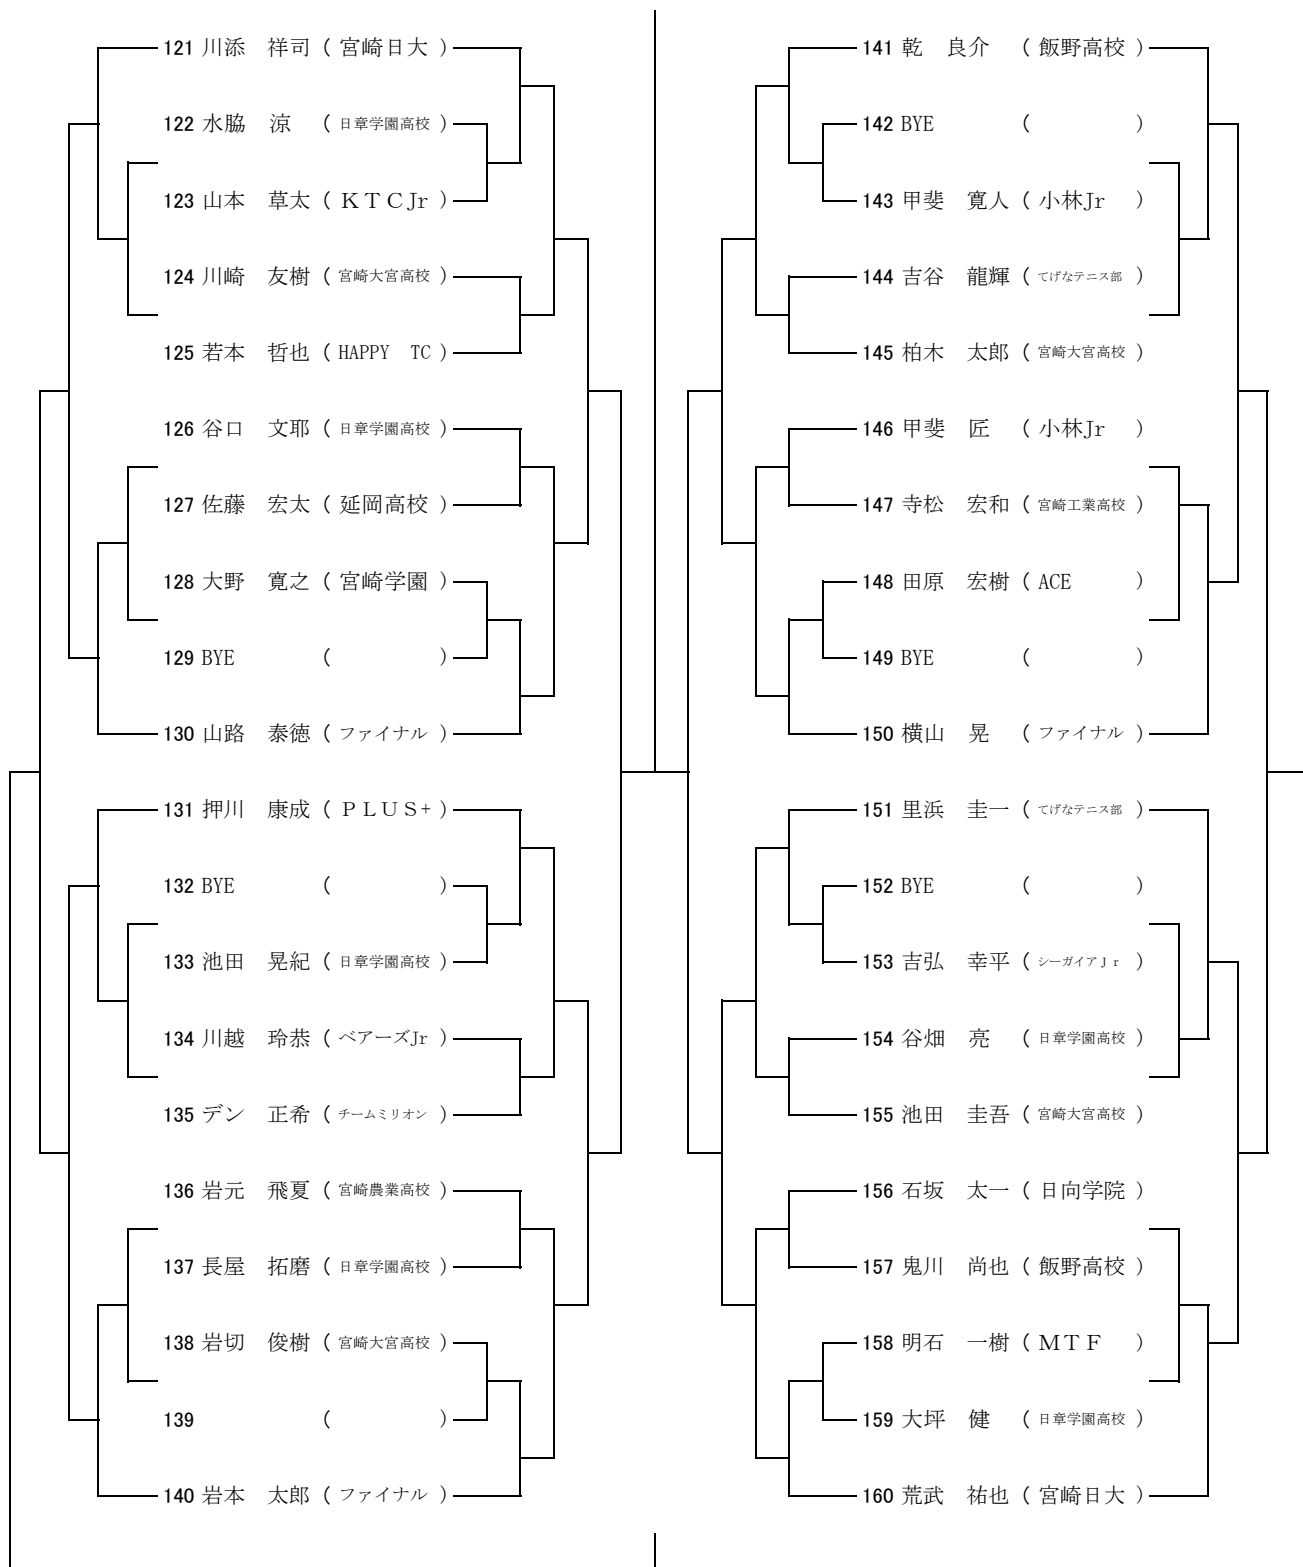 121 川添　祥司 ( 宮崎日大 )
122 水脇　涼 ( 日章学園高校 )
123 山本　草太 ( ＫＴＣJr )
124 川崎　友樹 ( 宮崎大宮高校 )
125 若本　哲也 ( HAPPY　TC )
126 谷口　文耶 ( 日章学園高校 )
127 佐藤　宏太 ( 延岡高校 )
128 大野　寛之 ( 宮崎学園 )
129 BYE ( )
130 山路　泰徳 ( ファイナル )
131 押川　康成 ( ＰＬＵＳ+ )
132 BYE ( )
133 池田　晃紀 ( 日章学園高校 )
134 川越　玲恭 ( ベアーズJr )
135 デン　正希 ( チームミリオン )
136 岩元　飛夏 ( 宮崎農業高校 )
137 長屋　拓磨 ( 日章学園高校 )
138 岩切　俊樹 ( 宮崎大宮高校 )
139 ( )
140 岩本　太郎 ( ファイナル )
141 乾　良介 ( 飯野高校 )
142 BYE ( )
143 甲斐　寛人 ( 小林Jr )
144 吉谷　龍輝 ( てげなテニス部 )
145 柏木　太郎 ( 宮崎大宮高校 )
146 甲斐　匠 ( 小林Jr )
147 寺松　宏和 ( 宮崎工業高校 )
148 田原　宏樹 ( ACE )
149 BYE ( )
150 横山　晃 ( ファイナル )
151 里浜　圭一 ( てげなテニス部 )
152 BYE ( )
153 吉弘　幸平 ( シーガイアＪｒ )
154 谷畑　亮 ( 日章学園高校 )
155 池田　圭吾 ( 宮崎大宮高校 )
156 石坂　太一 ( 日向学院 )
157 鬼川　尚也 ( 飯野高校 )
158 明石　一樹 ( ＭＴＦ )
159 大坪　健 ( 日章学園高校 )
160 荒武　祐也 ( 宮崎日大 )